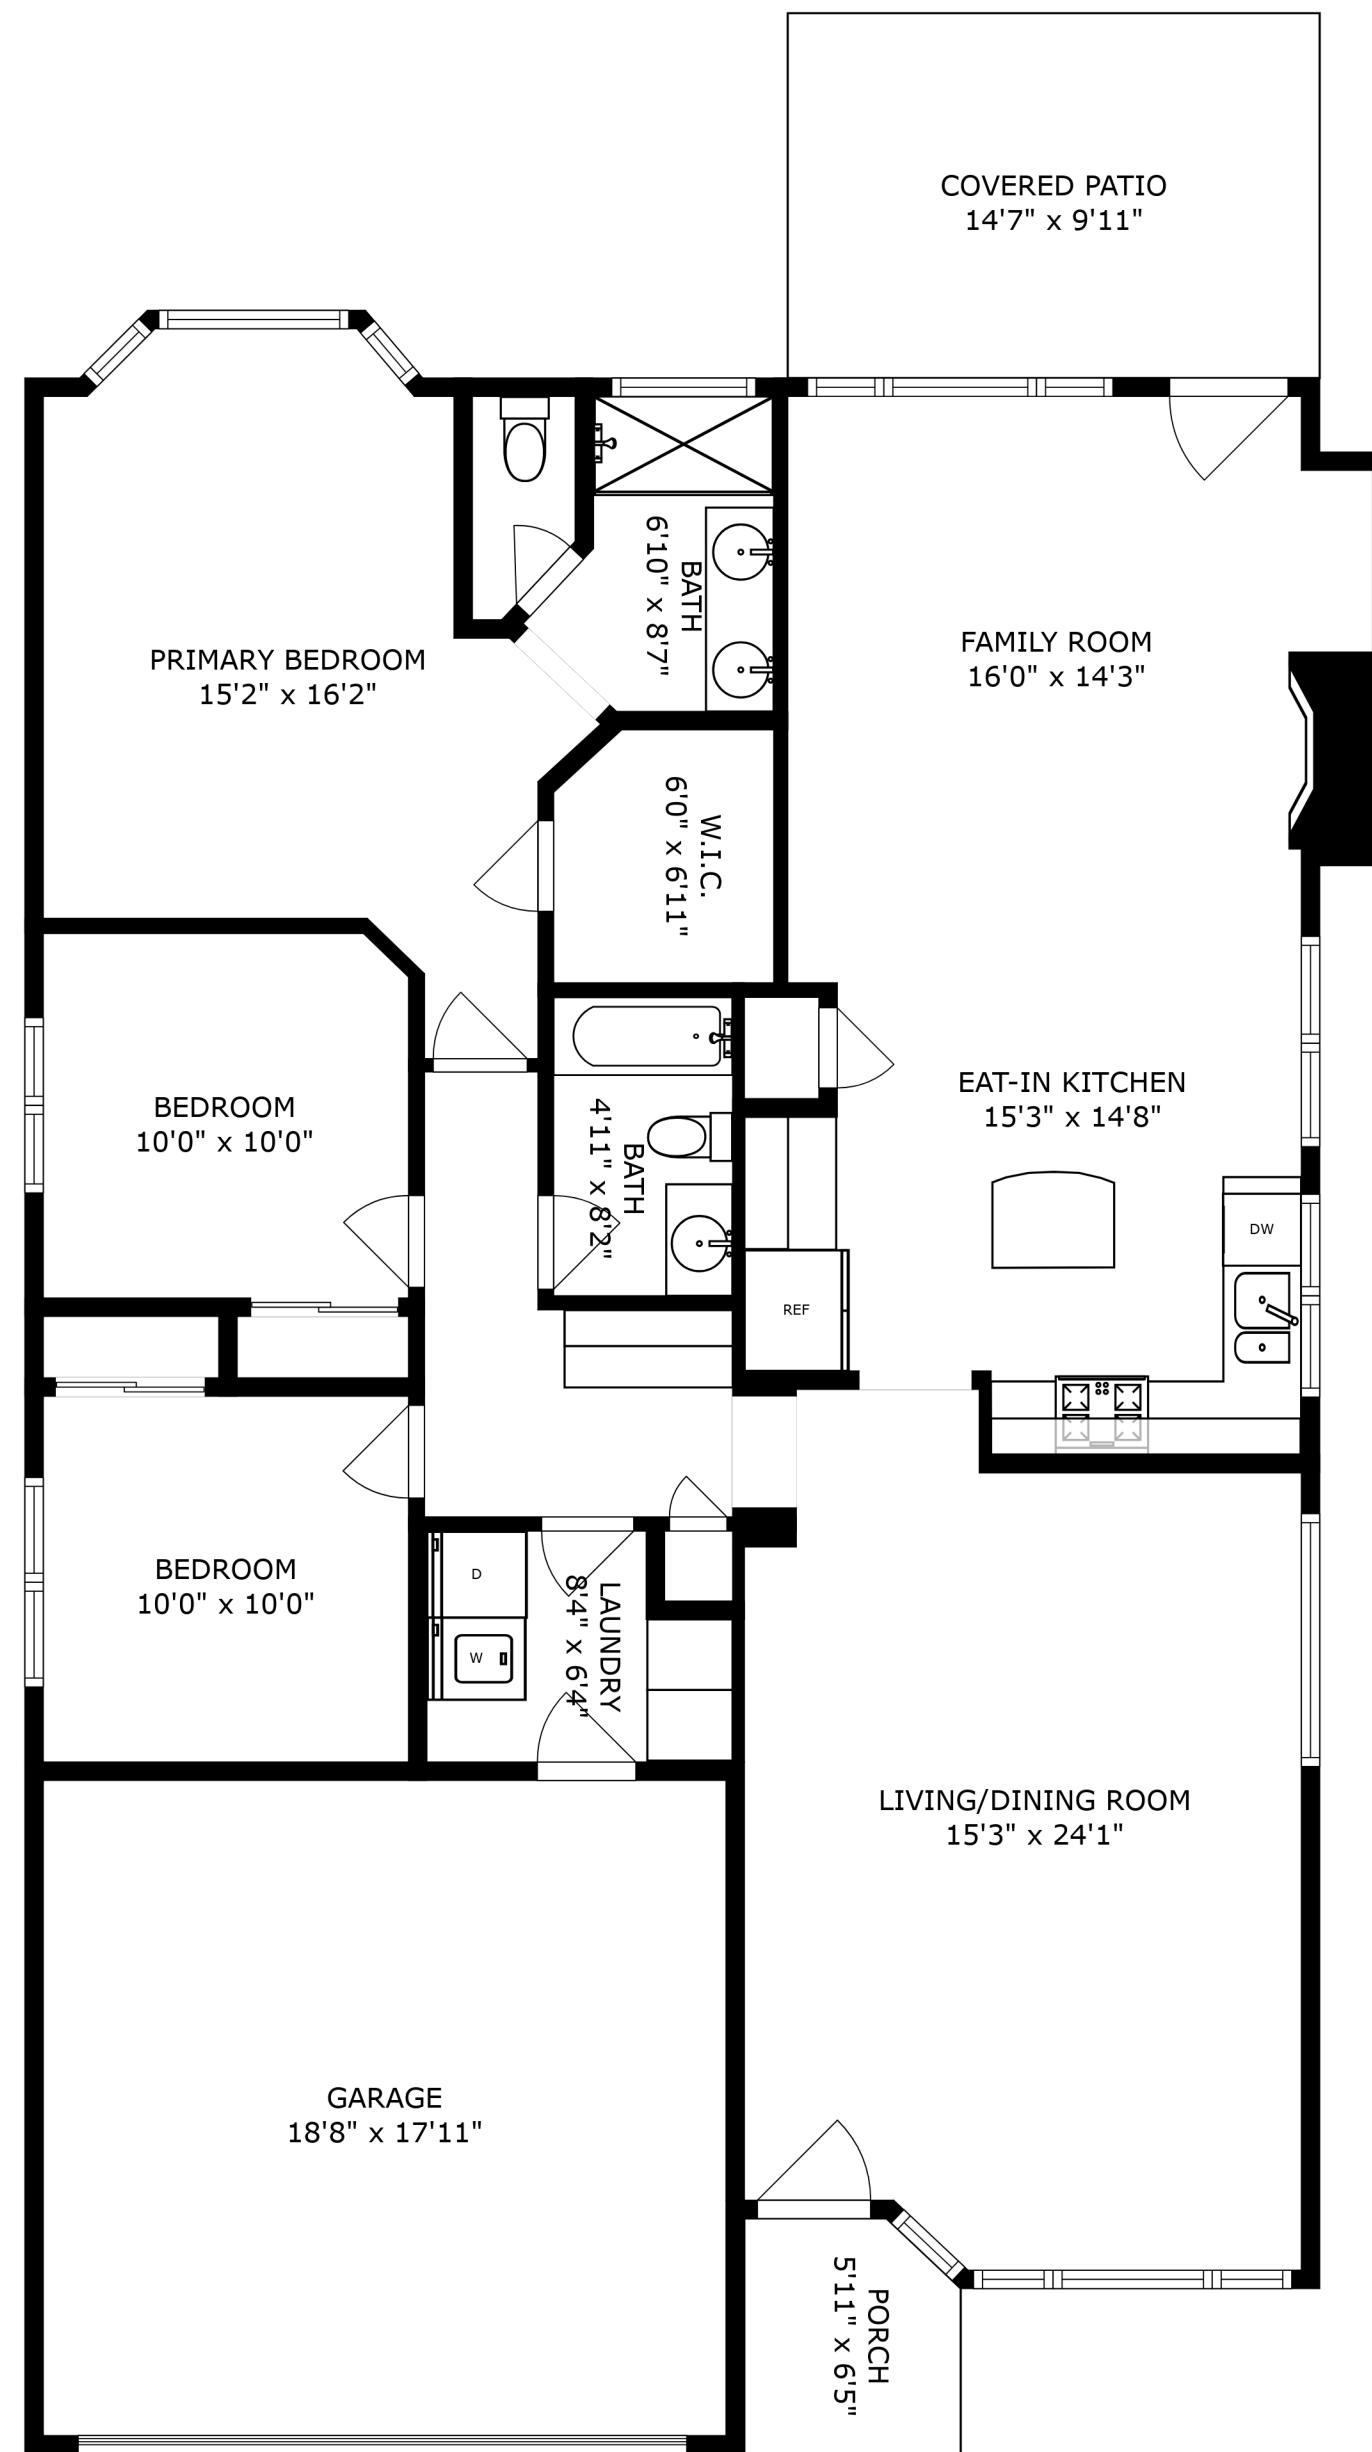 COVERED PATIO
14'7" x 9'11"
BATH
6'10" x 8'7"
FAMILY ROOM
16'0" x 14'3"
PRIMARY BEDROOM
15'2" x 16'2"
W.I.C.
6'0" x 6'11"
EAT-IN KITCHEN
15'3" x 14'8"
BEDROOM
10'0" x 10'0"
BATH
4'11" x 8'2"
DW
REF
BEDROOM
10'0" x 10'0"
D
W
LAUNDRY
8'4" x 6'4"
LIVING/DINING ROOM
15'3" x 24'1"
GARAGE
18'8" x 17'11"
PORCH
5'11" x 6'5"